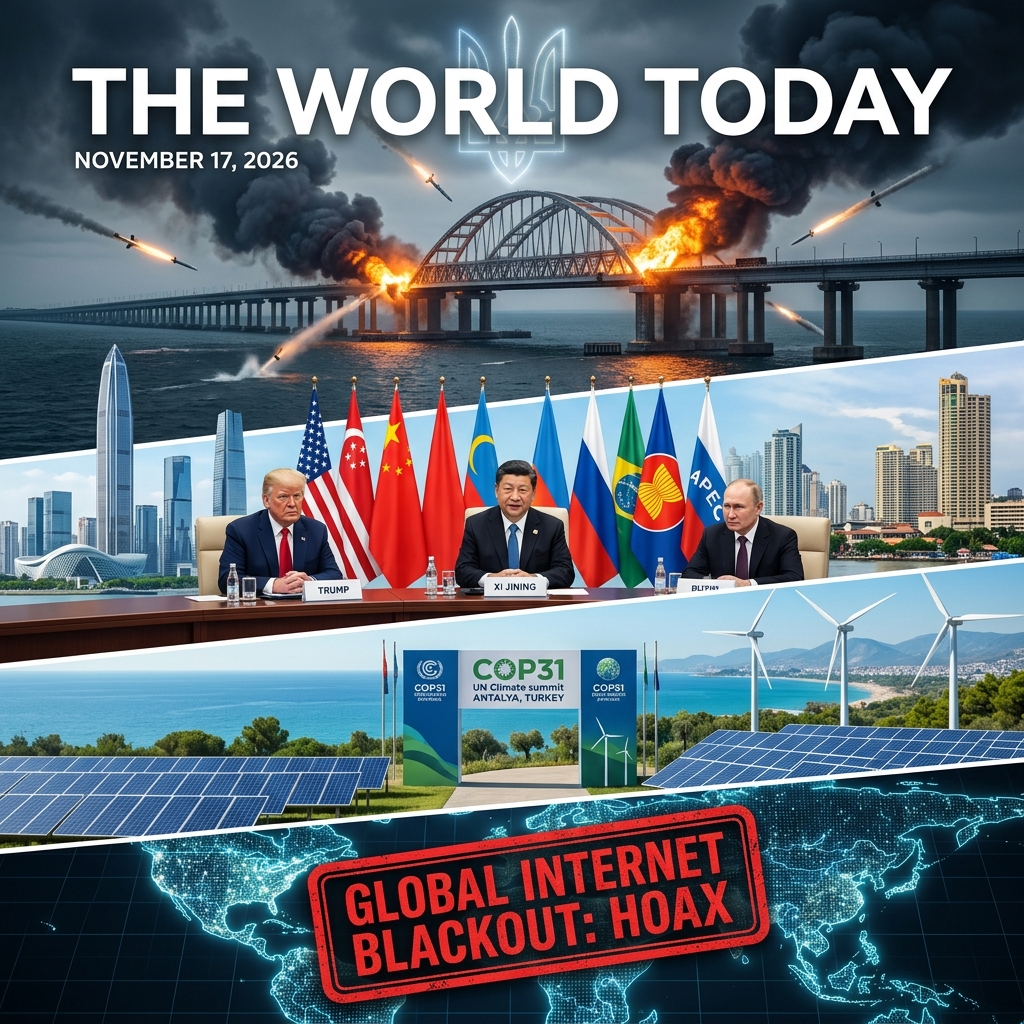 THE WORLD TODAY
NOVEMBER 17, 2026
APEC
TRUMP
XI JINING
COP31
UN Climate summit
ANTALYA, TURKEY
COPS1
COPS1
GLOBAL INTERNET
BLACKOUT: HOAX